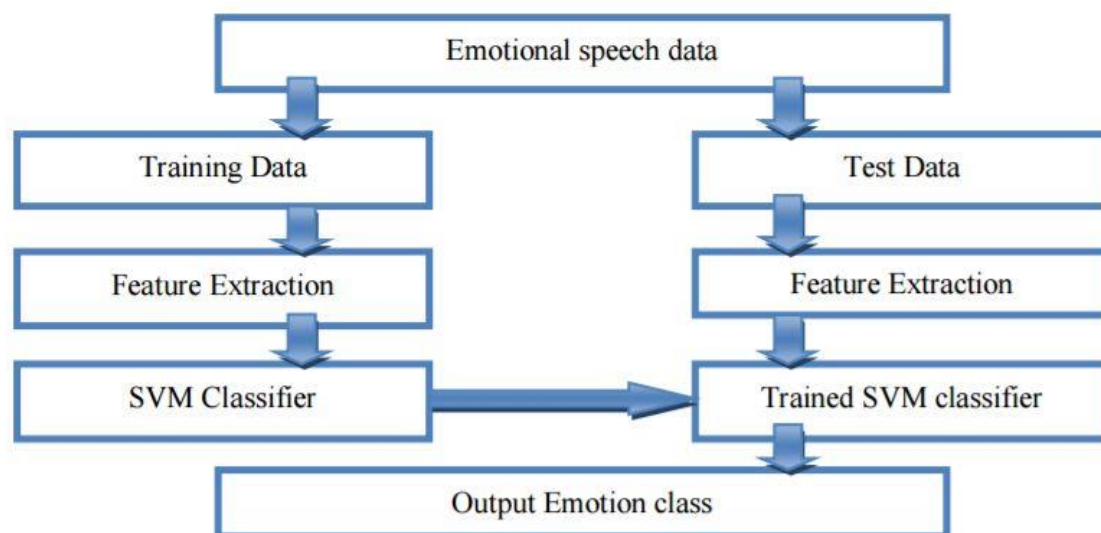 Emotional speech data
Training Data
Test Data
Feature Extraction
Feature Extraction
SVM Classifier
Trained SVM classifier
Output Emotion class